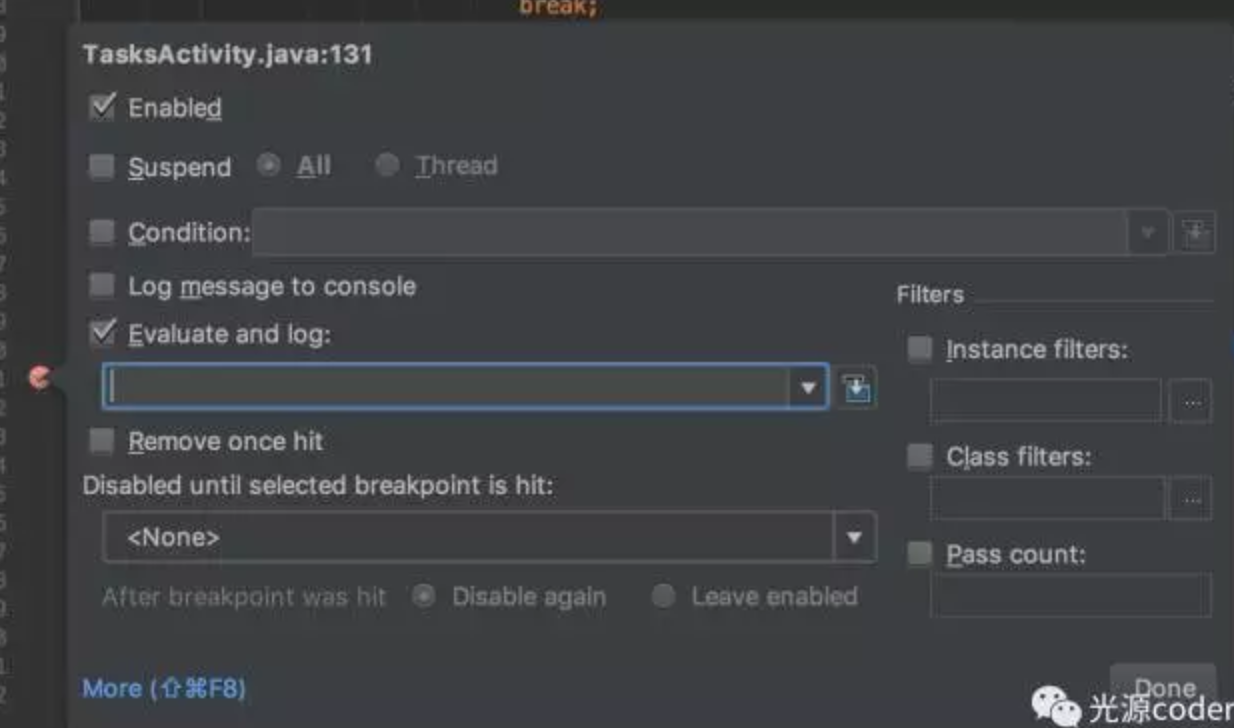 break;
TasksActivity.java:131
Enabled
Suspend All Thread
Condition:
Log message to console
Filters
Evaluate and log:
Instance filters:
...
Remove once hit
Class filters:
Disabled until selected breakpoint is hit:
...
<None>
Pass count:
After breakpoint was hit Disable again Leave enabled
More (⇧⌘F8)
Done
光源coder